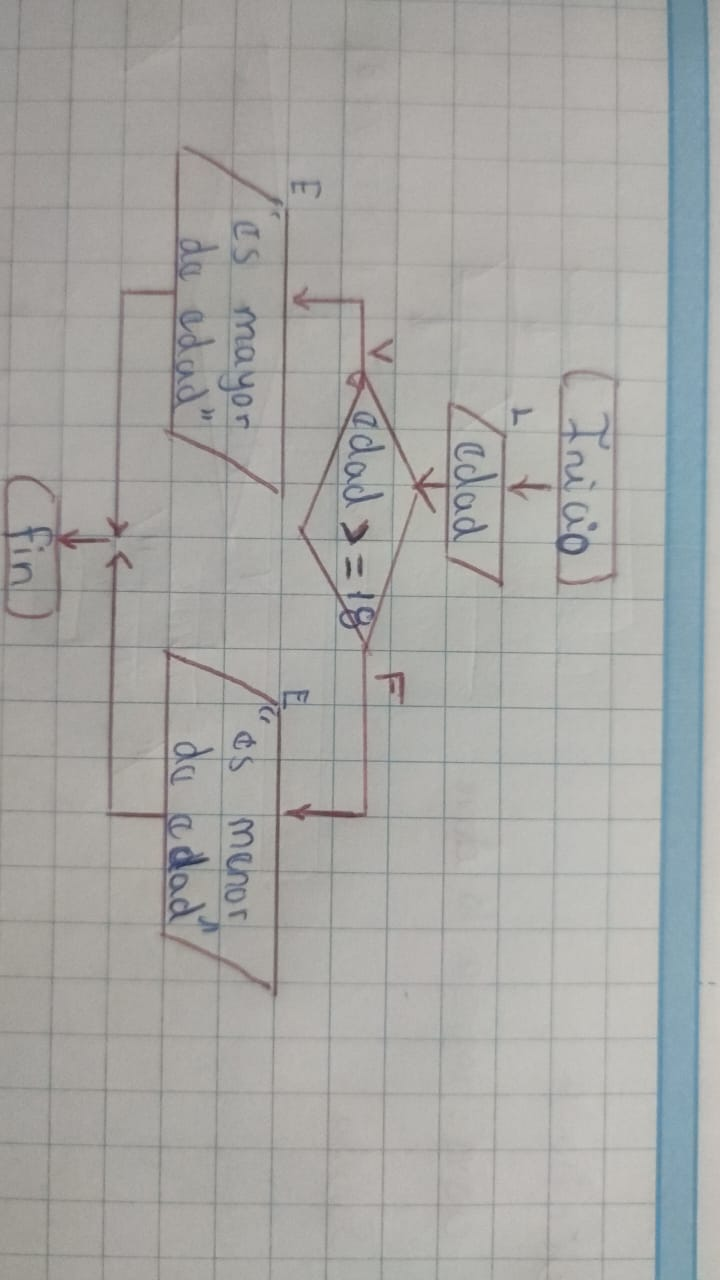 Inicio
L
edad
V
edad >= 18
F
E
"es mayor
de edad"
E
"es menor
de edad"
fin